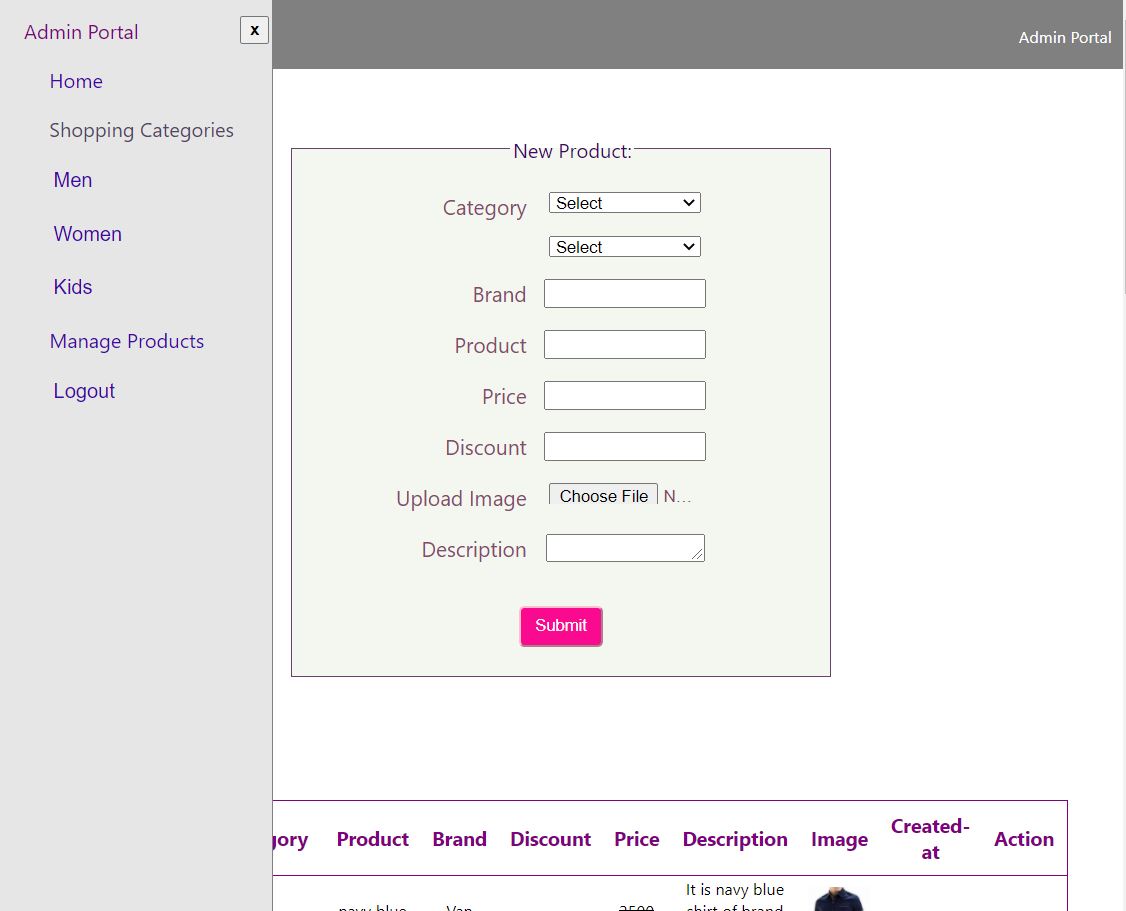 Admin Portal
x
Home
Shopping Categories
Men
Women
Kids
Manage Products
Logout
Admin Portal
New Product:
Category
Select
Select
Brand
Product
Price
Discount
Upload Image
Choose File N...
Description
Submit
gory Product Brand Discount Price Description Image Created-
at Action
It is navy blue
navy blue Van 2500 shirt of brand